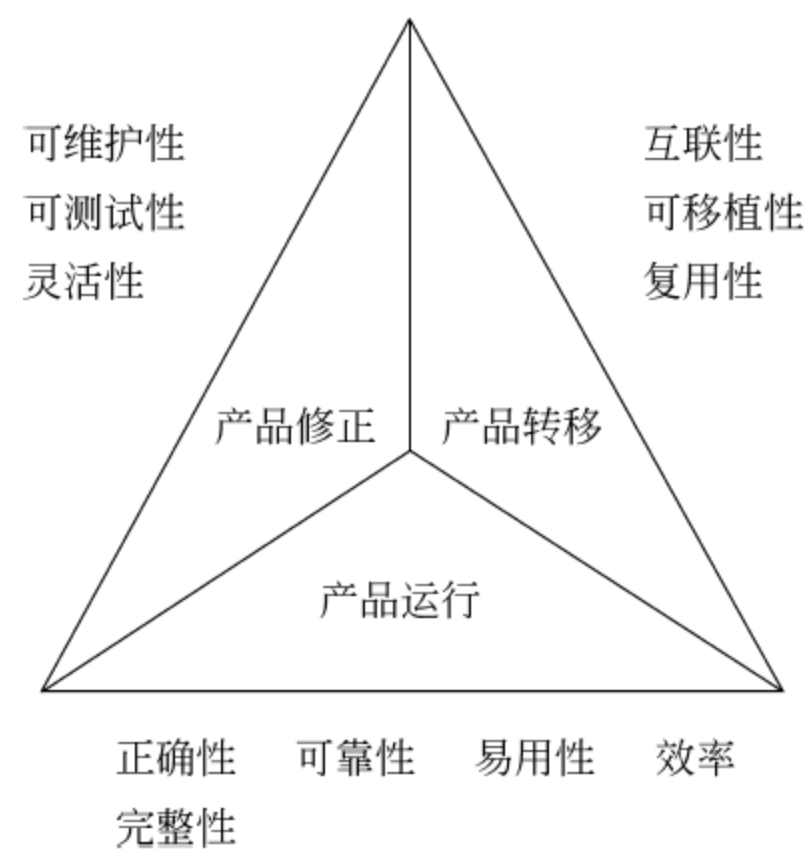 可维护性
可测试性
灵活性
互联性
可移植性
复用性
产品修正
产品转移
产品运行
正确性 可靠性 易用性 效率
完整性